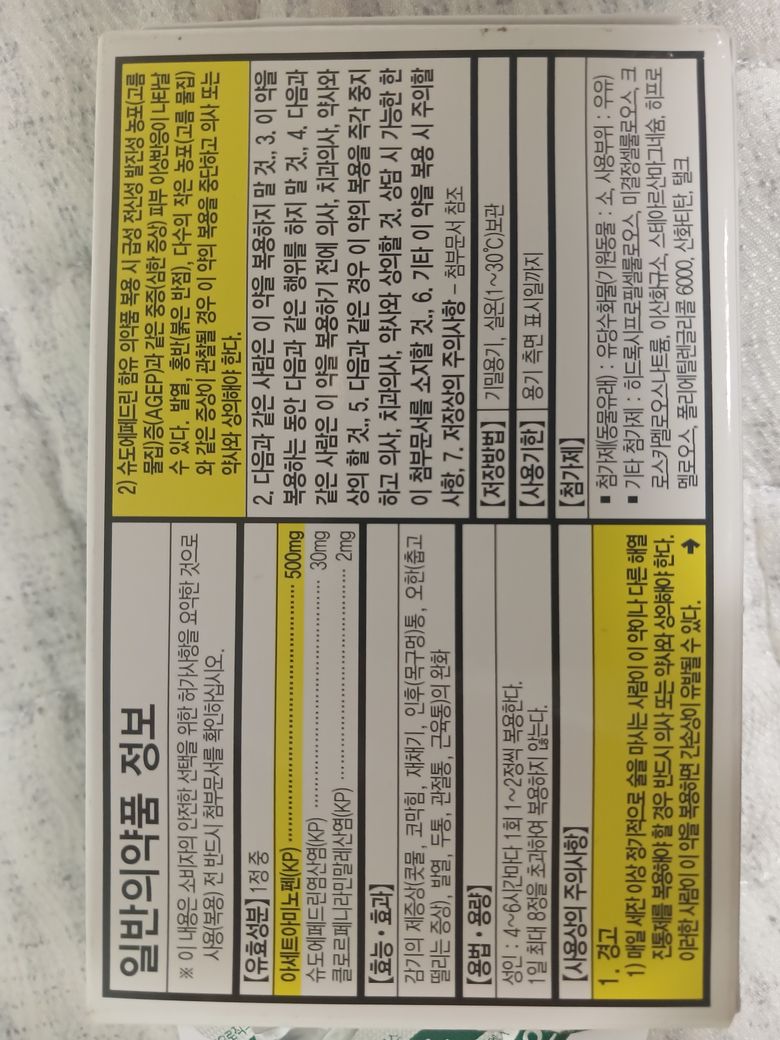 일반의약품 정보
※ 이 내용은 소비자의 안전한 선택을 위한 허가사항을 요약한 것으로
사용(복용) 전 반드시 첨부문서를 확인하십시오.
【유효성분】 1정 중
아세트아미노펜(KP) 500mg
슈도에페드린염산염(KP) 30mg
클로르페니라민말레산염(KP) 2mg
【효능•효과】
감기의 제증상(콧물, 코막힘, 재채기, 인후(목구멍)통, 오한(춥고
떨리는 증상), 발열, 두통, 관절통, 근육통)의 완화
【용법•용량】
성인 : 4~6시간마다 1회 1~2정씩 복용한다.
1일 최대 8정을 초과하여 복용하지 않는다.
【사용상의 주의사항】
1. 경고
1) 매일 세잔 이상 정기적으로 술을 마시는 사람이 이 약이나 다른 해열
진통제를 복용해야 할 경우 반드시 의사 또는 약사와 상의해야 한다.
이러한 사람이 이 약을 복용하면 간손상이 유발될 수 있다. ➔
2) 슈도에페드린 함유 의약품 복용 시 급성 전신성 발진성 농포(고름
물집)증(AGEP)과 같은 중증(심한 증상) 피부 이상반응이 나타날
수 있다. 발열, 홍반(붉은 반점), 다수의 작은 농포(고름 물집)
와 같은 증상이 관찰될 경우 이 약의 복용을 중단하고 의사 또는
약사와 상의해야 한다.
2. 다음과 같은 사람은 이 약을 복용하지 말 것., 3. 이 약을
복용하는 동안 다음과 같은 행위를 하지 말 것., 4. 다음과
같은 사람은 이 약을 복용하기 전에 의사, 치과의사, 약사와
상의 할 것., 5. 다음과 같은 경우 이 약의 복용을 즉각 중지
하고 의사, 치과의사, 약사와 상의할 것. 상담 시 가능한 한
이 첨부문서를 소지할 것., 6. 기타 이 약을 복용 시 주의할
사항, 7. 저장상의 주의사항 - 첨부문서 참조
【저장방법】 기밀용기, 실온(1~30℃)보관
【사용기한】 용기 측면 표시일까지
【첨가제】
■ 첨가제(동물유래) : 유당수화물(기원동물 : 소, 사용부위 : 우유)
■ 기타 첨가제 : 히드록시프로필셀룰로오스, 미결정셀룰로오스, 크
로스카멜로오스나트륨, 이산화규소, 스테아르산마그네슘, 히프로
멜로오스, 폴리에틸렌글리콜 6000, 산화티탄, 탤크